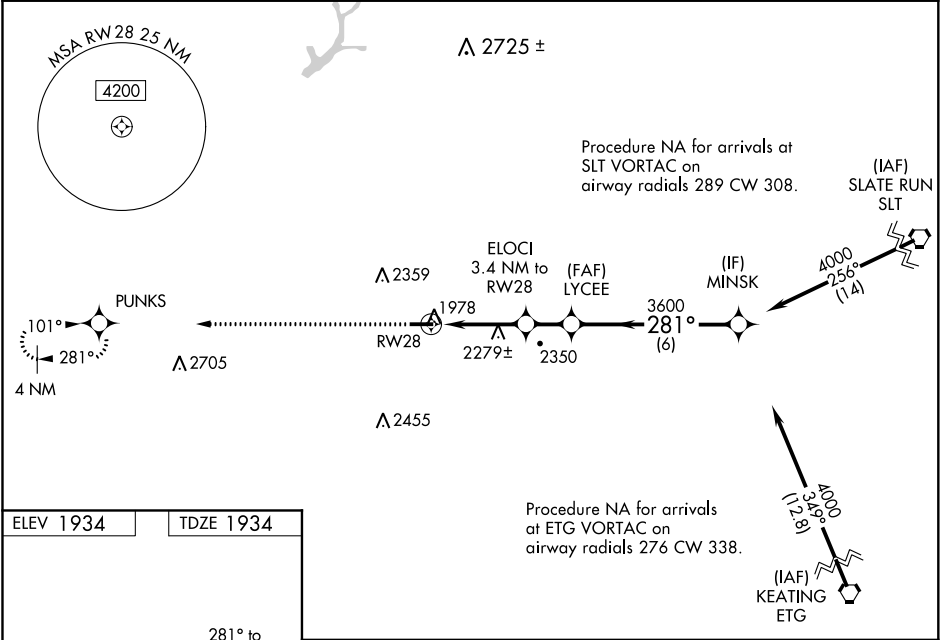 MSA RW 28 25 NM
4200
2725 ±
Procedure NA for arrivals at
SLT VORTAC on
airway radials 289 CW 308.
(IAF)
SLATE RUN
SLT
4000
256°
(14)
ELOCI
3.4 NM to
RW28
(FAF)
LYCEE
(IF)
MINSK
3600
281°
(6)
2359
1978
RW28
2279±
2350
PUNKS
101°
281°
4 NM
2705
2455
Procedure NA for arrivals
at ETG VORTAC on
airway radials 276 CW 338.
4000
349°
(12.8)
(IAF)
KEATING
ETG
ELEV 1934
TDZE 1934
281° to